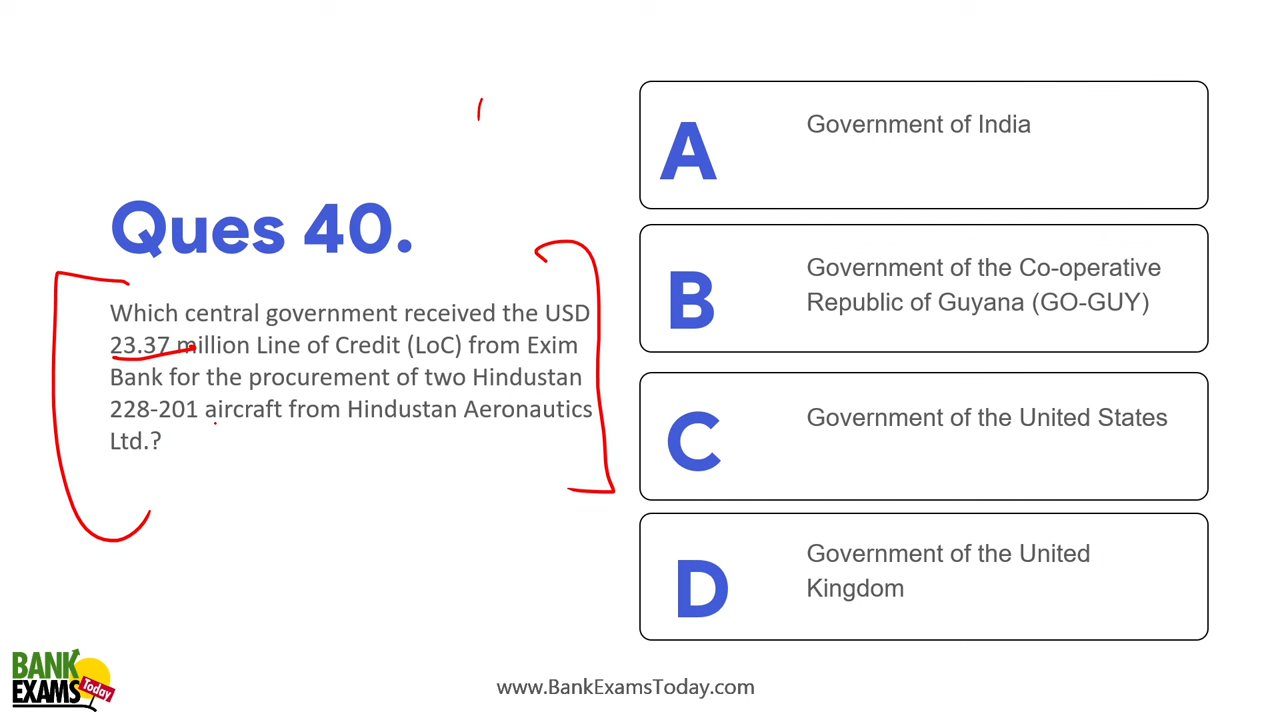 Ques 40.
Which central government received the USD
23.37 million Line of Credit (LoC) from Exim
Bank for the procurement of two Hindustan
228-201 aircraft from Hindustan Aeronautics
Ltd.?
A
Government of India
B
Government of the Co-operative
Republic of Guyana (GO-GUY)
C
Government of the United States
D
Government of the United
Kingdom
BANK
EXAMS
Today
www.BankExamsToday.com